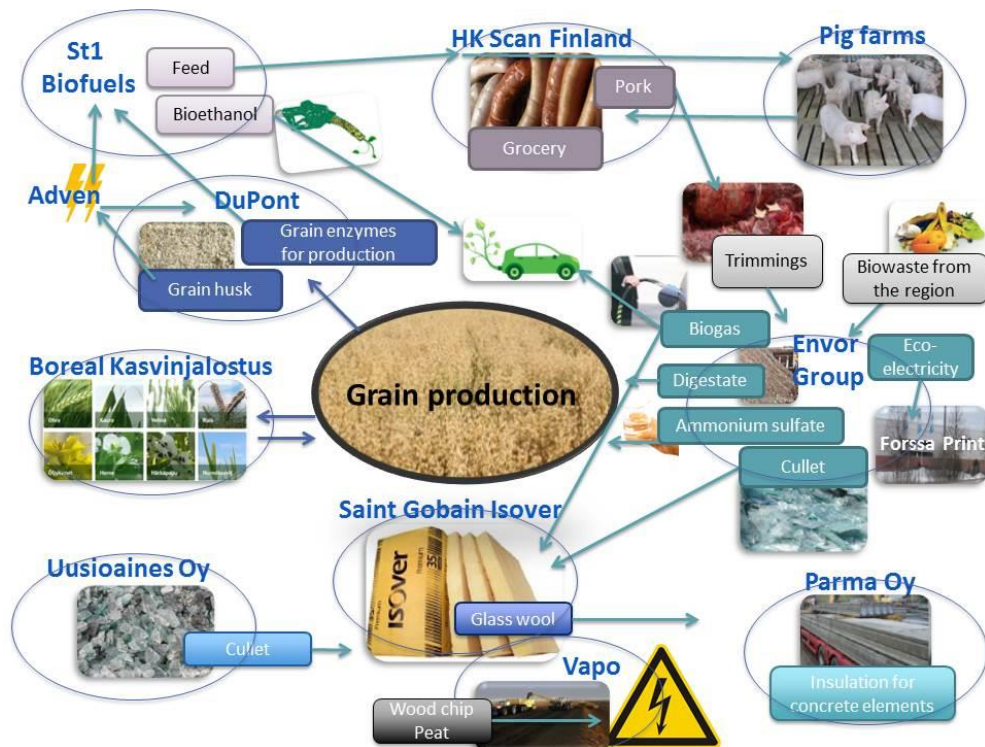 St1
Biofuels
Feed
Bioethanol
HK Scan Finland
Pork
Grocery
Pig farms
Adven
DuPont
Grain enzymes
for production
Grain husk
Trimmings
Biowaste from
the region
Biogas
Envor
Group
Eco-
electricity
Digestate
Ammonium sulfate
Cullet
Forssa Print
Boreal Kasvinjalostus
Grain production
Saint Gobain Isover
ISOVER
35
Glass wool
Uusioaines Oy
Cullet
Parma Oy
Insulation for
concrete elements
Vapo
Wood chip
Peat